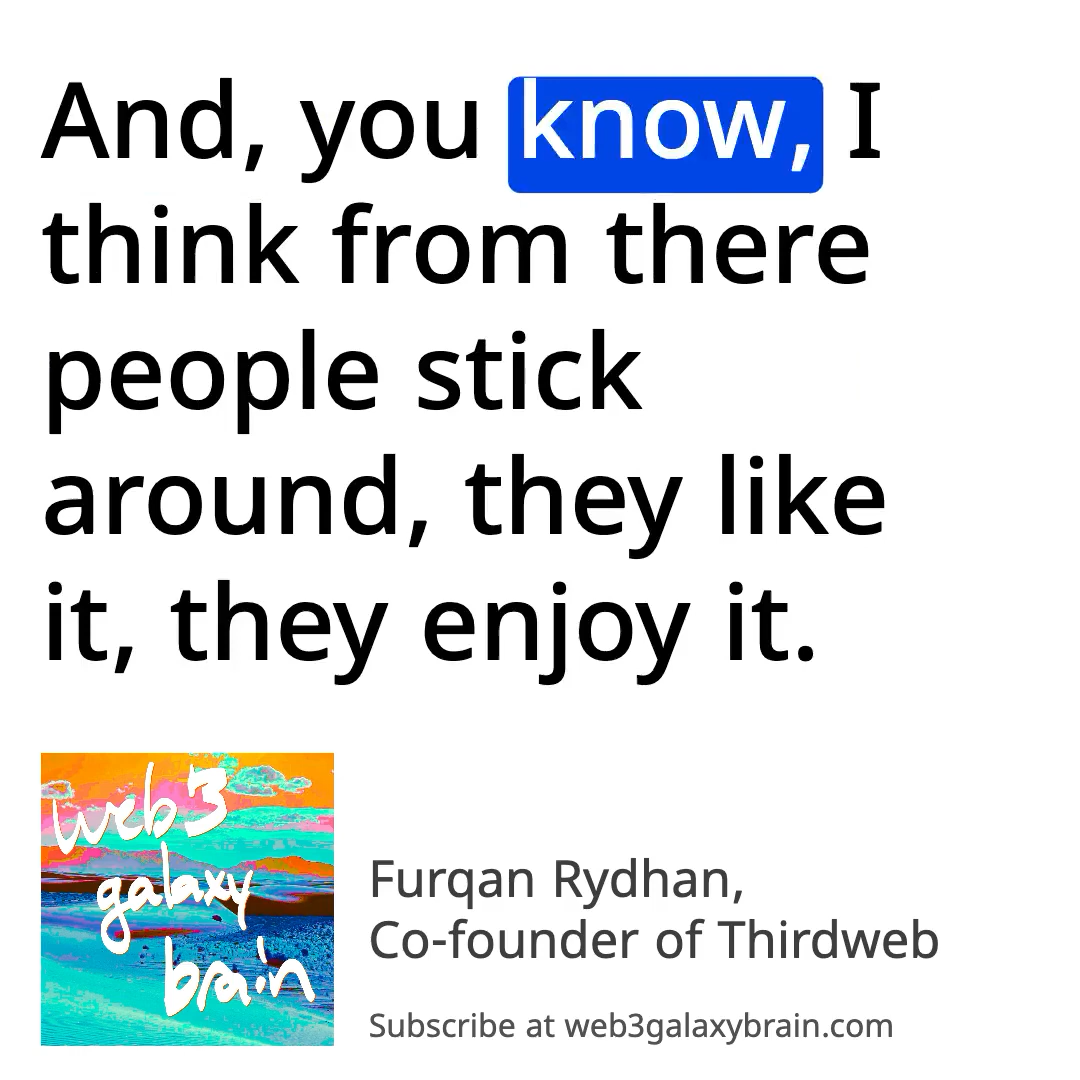 And, you know, I
think from there
people stick
around, they like
it, they enjoy it.
web3
galaxy
brain
Furqan Rydhan,
Co-founder of Thirdweb
Subscribe at web3galaxybrain.com